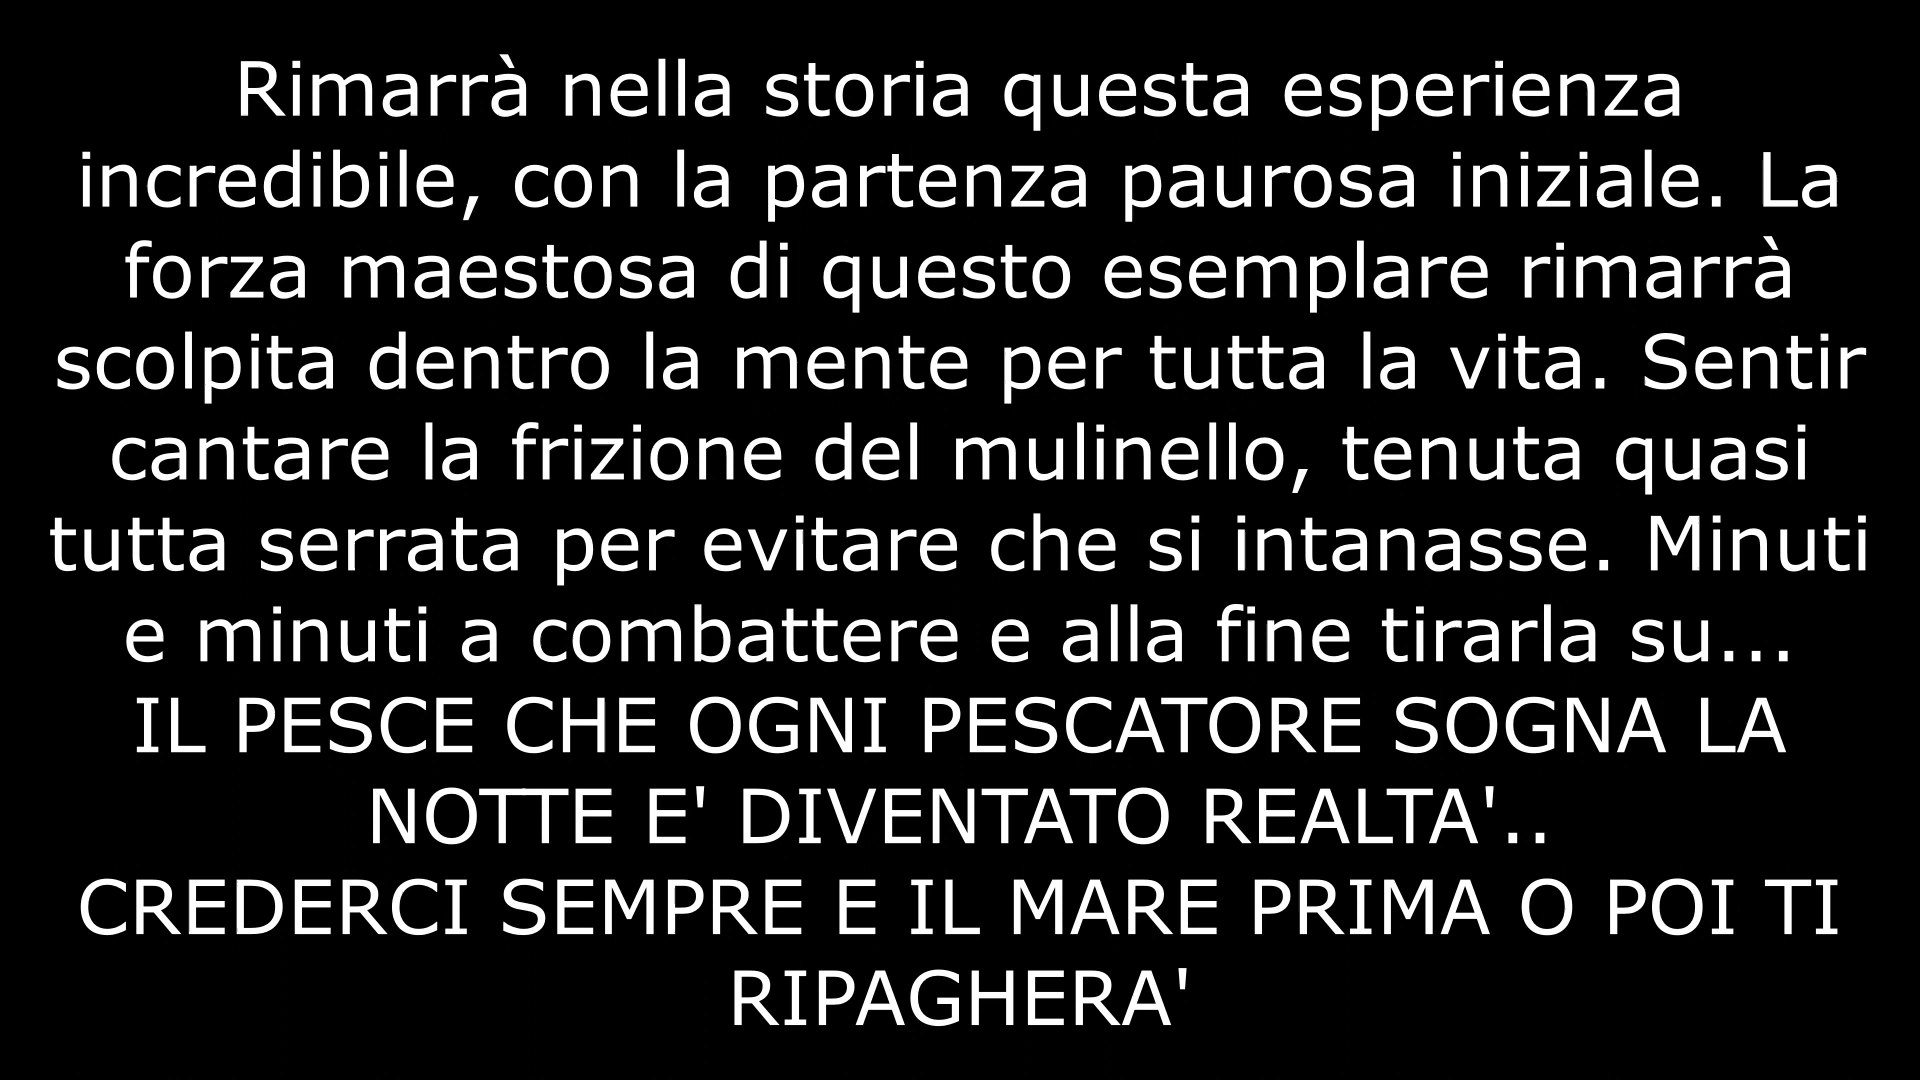 Rimarrà nella storia questa esperienza
incredibile, con la partenza paurosa iniziale. La
forza maestosa di questo esemplare rimarrà
scolpita dentro la mente per tutta la vita. Sentir
cantare la frizione del mulinello, tenuta quasi
tutta serrata per evitare che si intanasse. Minuti
e minuti a combattere e alla fine tirarla su...
IL PESCE CHE OGNI PESCATORE SOGNA LA
NOTTE E' DIVENTATO REALTA'..
CREDERCI SEMPRE E IL MARE PRIMA O POI TI
RIPAGHERA'